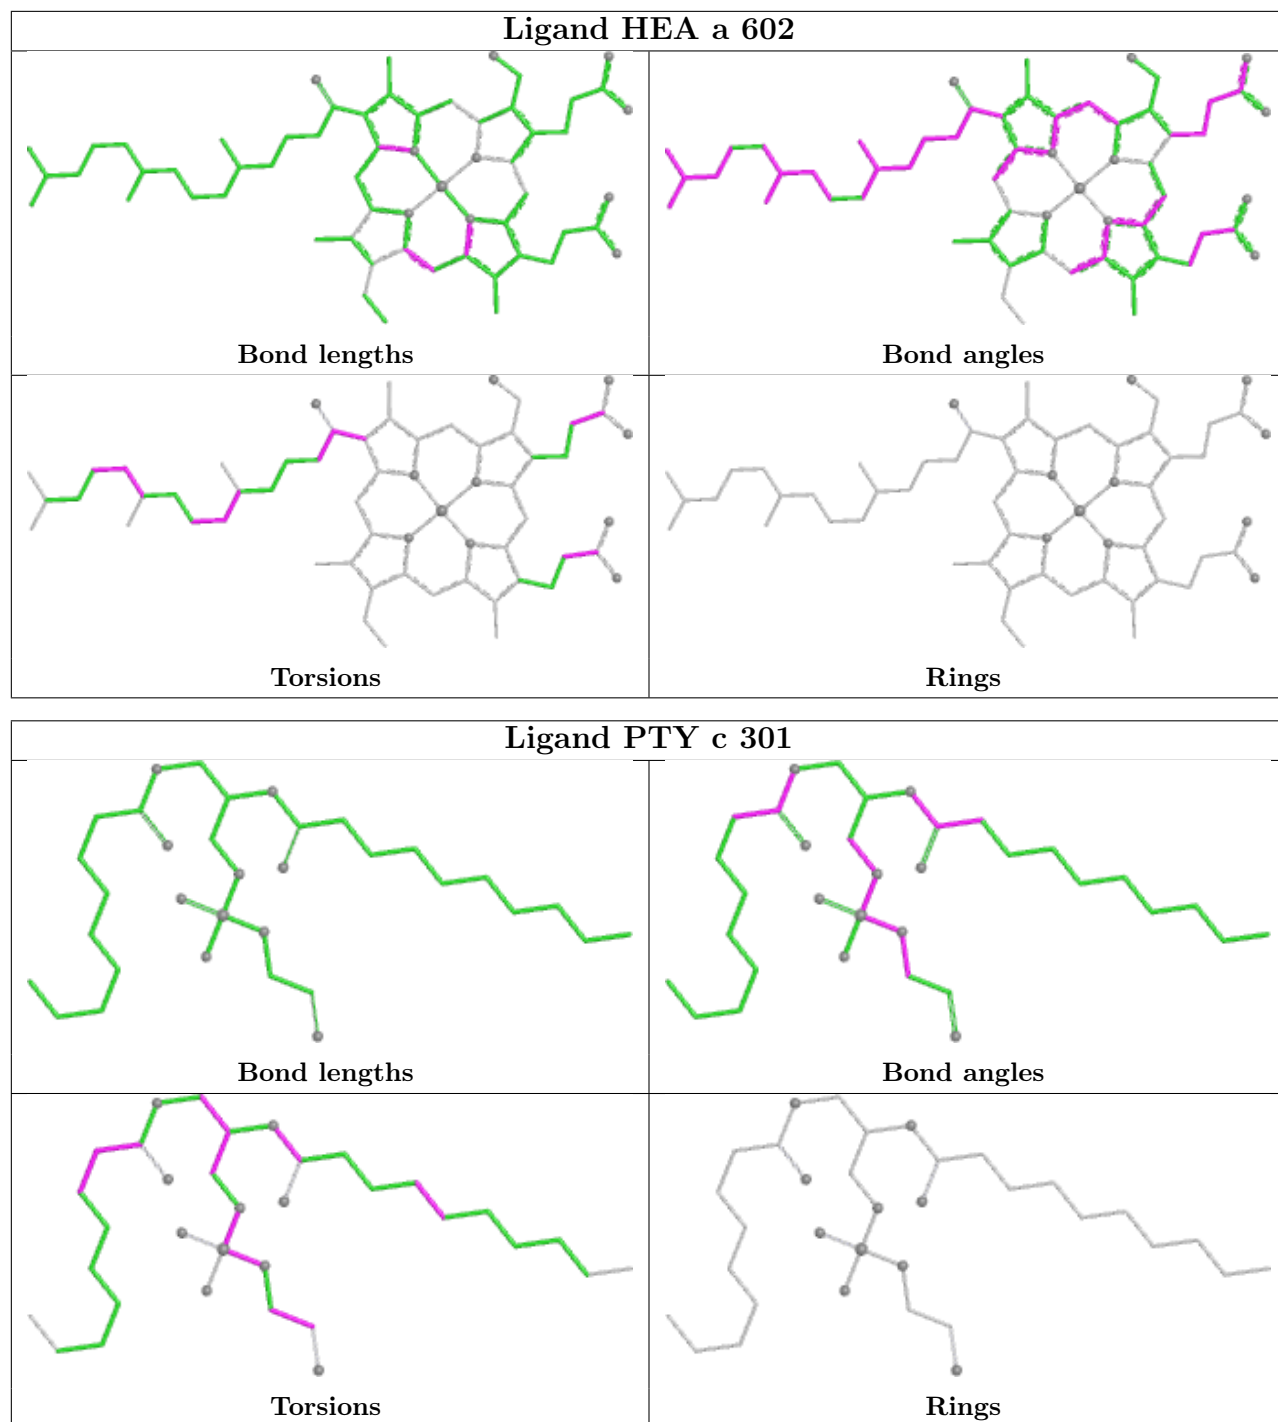 Ligand HEA a 602
Bond lengths
Bond angles
Torsions
Rings
Ligand PTY c 301
Bond lengths
Bond angles
Torsions
Rings